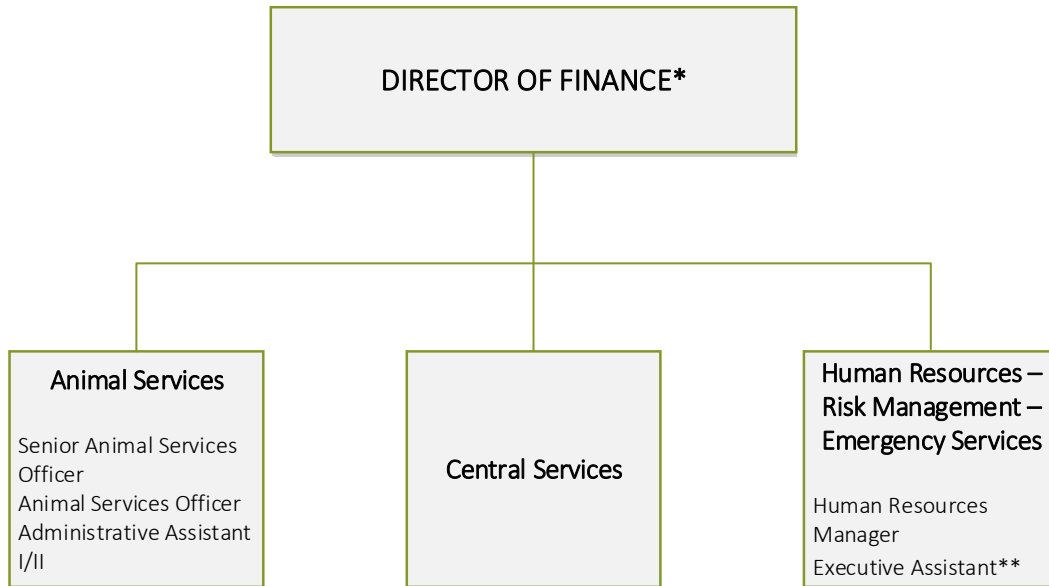 DIRECTOR OF FINANCE*
Animal Services
Senior Animal Services
Officer
Animal Services Officer
Administrative Assistant
I/II
Central Services
Human Resources –
Risk Management –
Emergency Services
Human Resources
Manager
Executive Assistant**